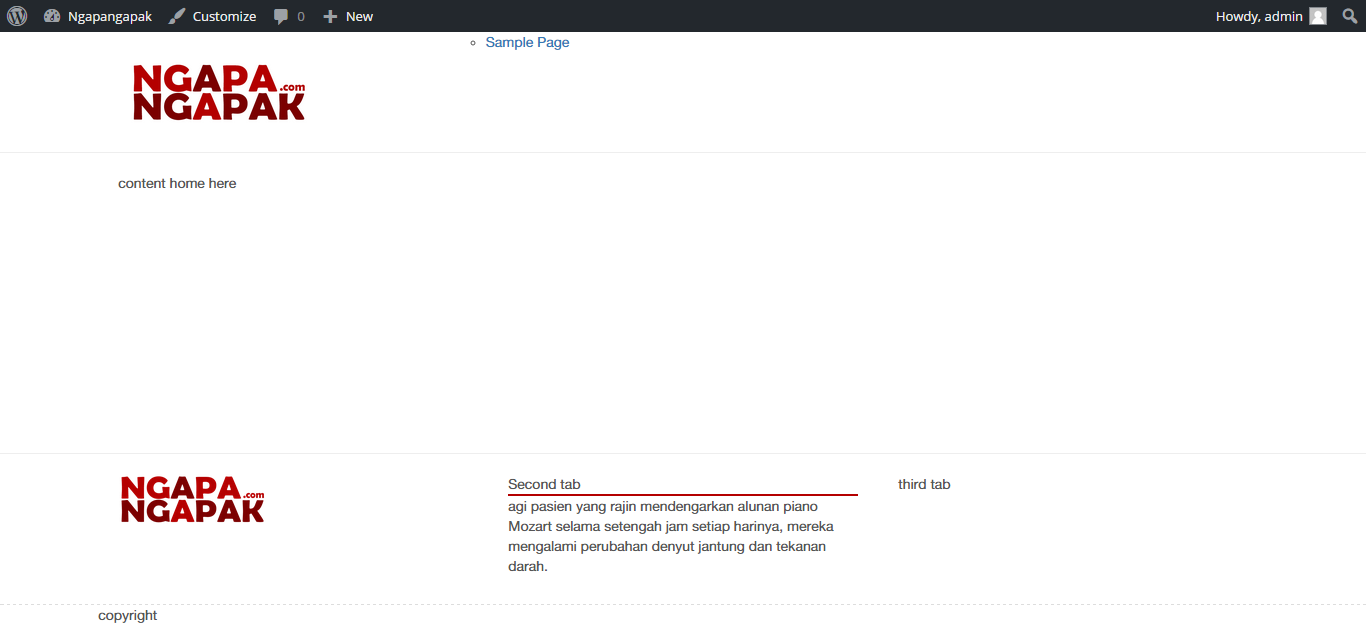 Ngapangapak Customize 0 New Howdy, admin
Sample Page
NGAPA.com
NGAPAK
content home here
NGAPA.com
NGAPAK
Second tab
agi pasien yang rajin mendengarkan alunan piano
Mozart selama setengah jam setiap harinya, mereka
mengalami perubahan denyut jantung dan tekanan
darah.
third tab
copyright